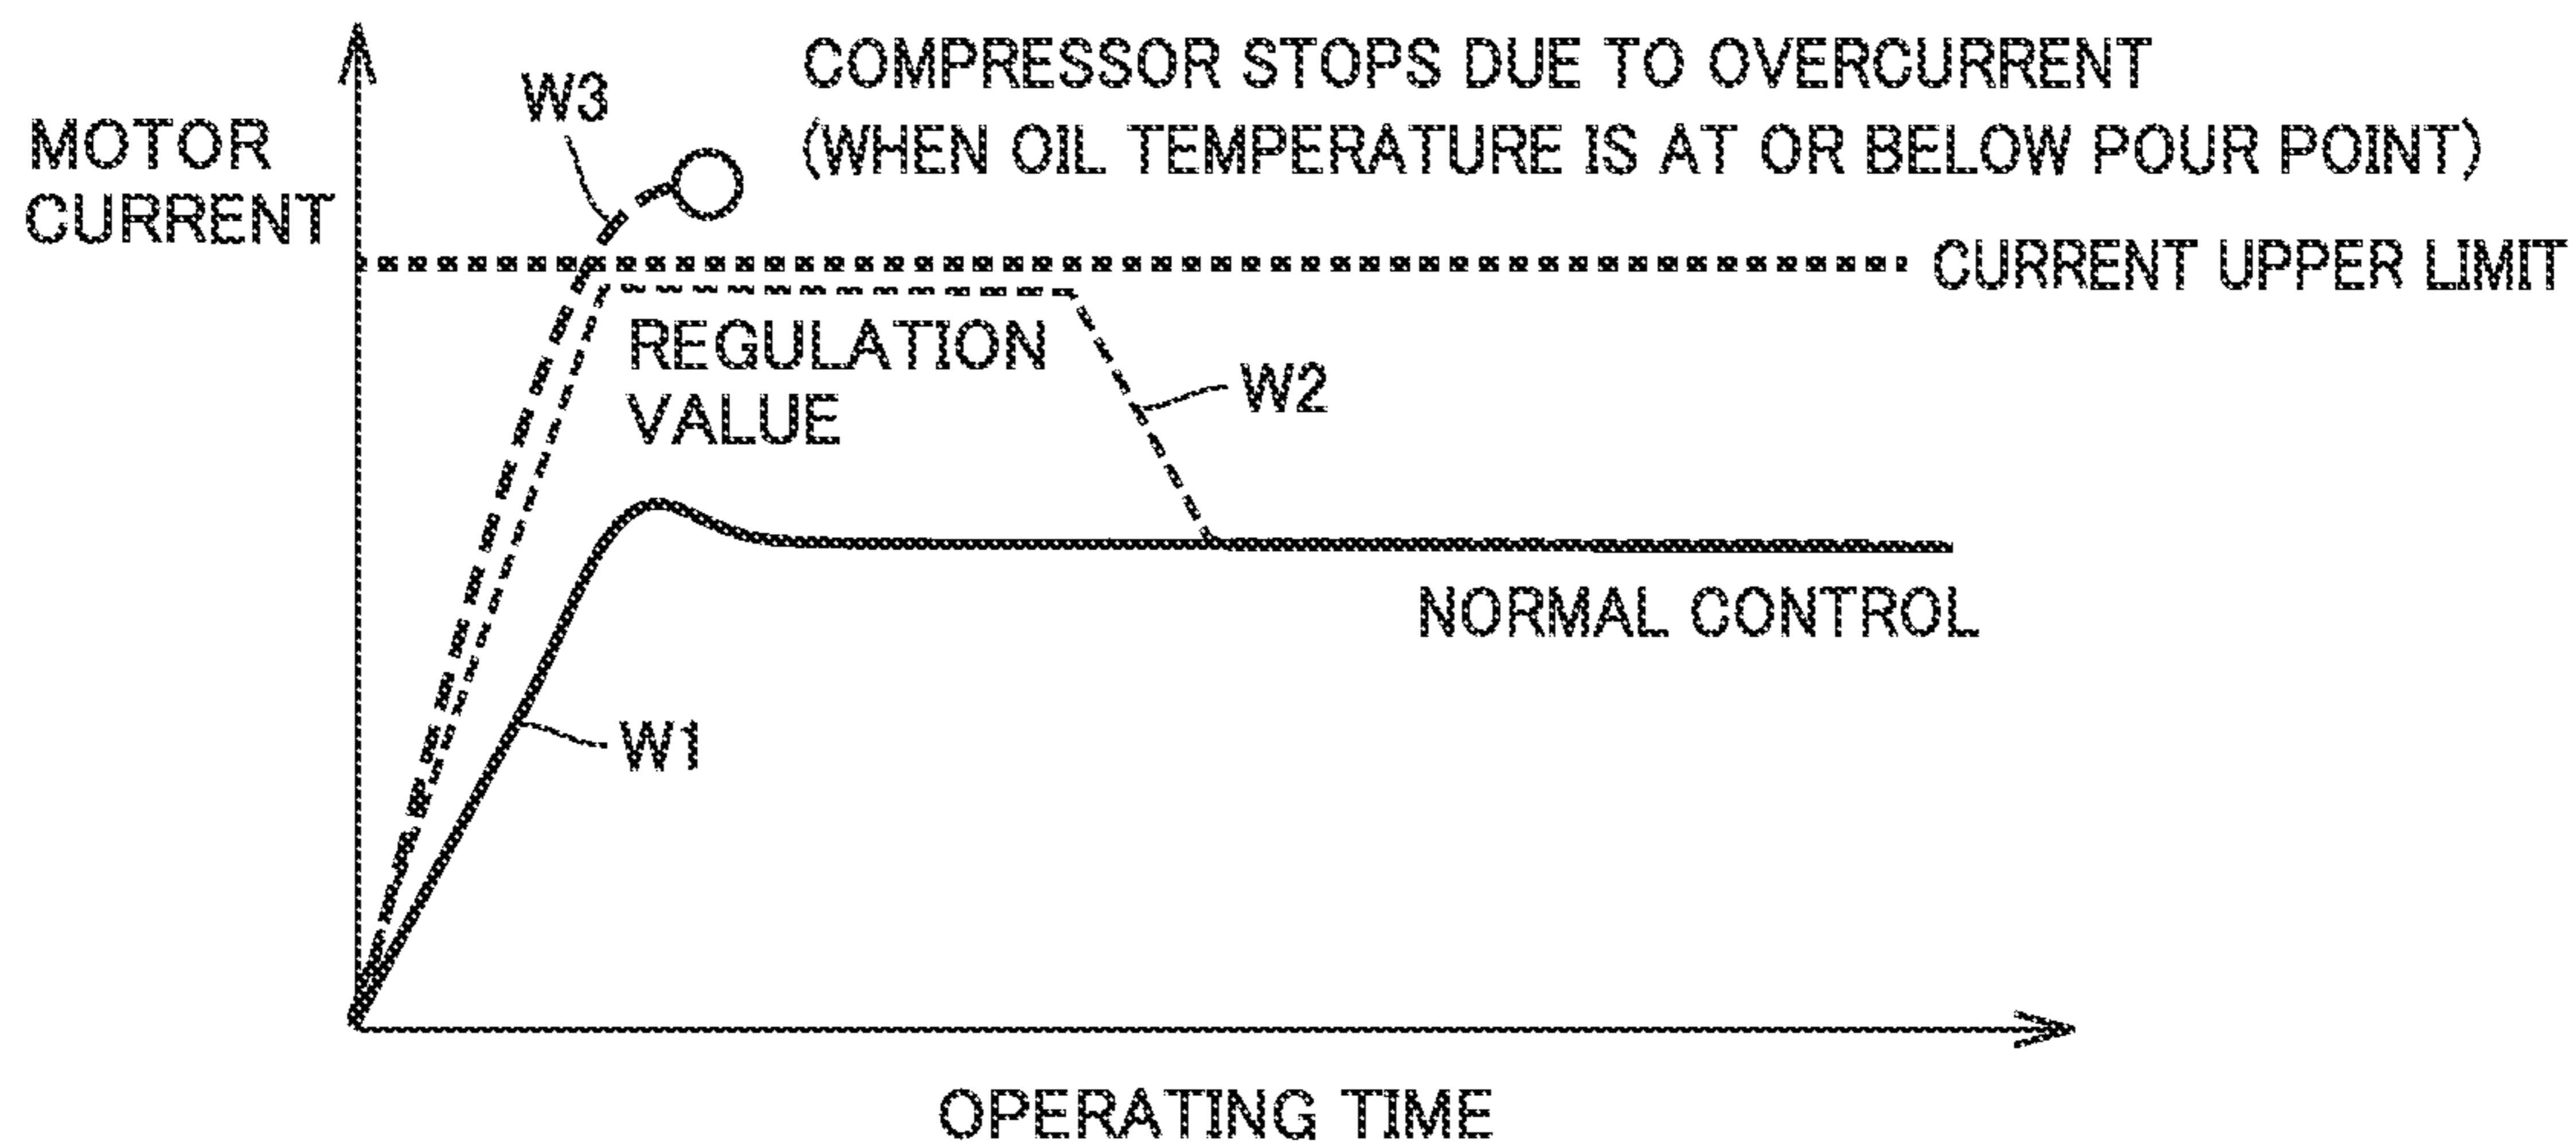 COMPRESSOR STOPS DUE TO OVERCURRENT
(WHEN OIL TEMPERATURE IS AT OR BELOW POUR POINT)
W3
MOTOR
CURRENT
CURRENT UPPER LIMIT
REGULATION
VALUE
W2
NORMAL CONTROL
W1
OPERATING TIME